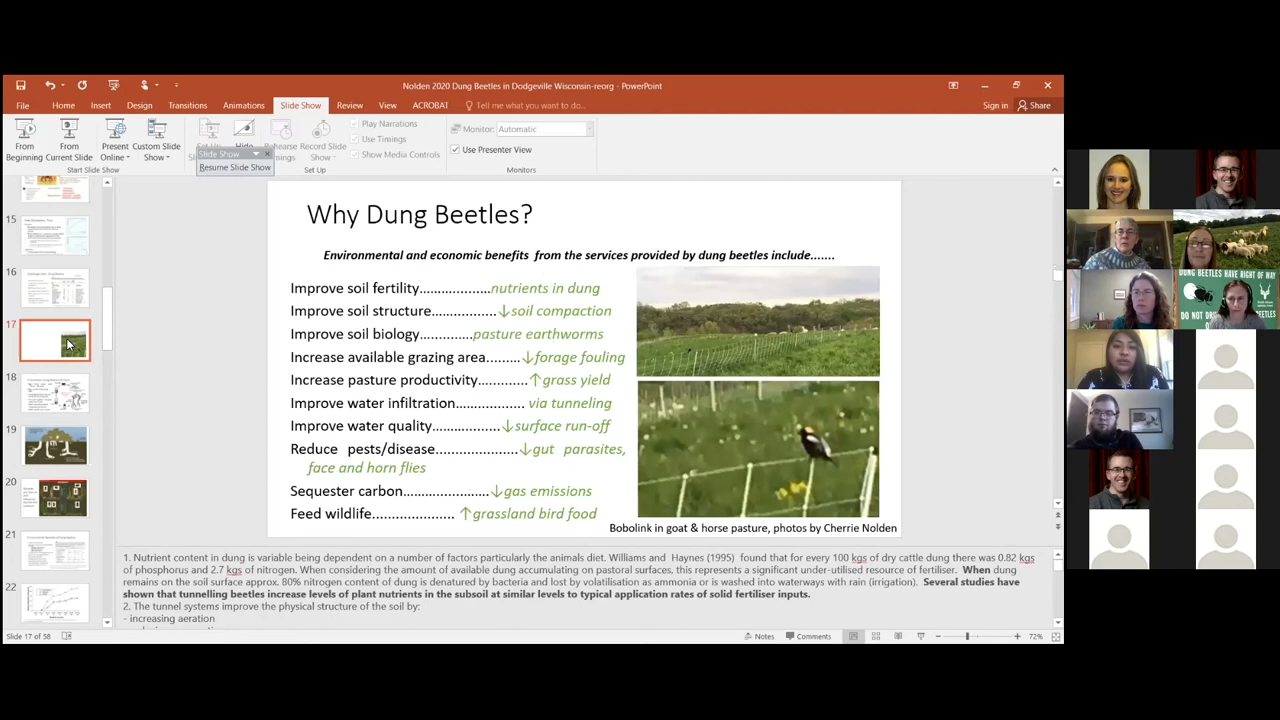 Nolden 2020 Dung Beetles in Dodgeville Wisconsin-reorg - PowerPoint
File Home Insert Design Transitions Animations Slide Show Review View ACROBAT Tell me what you want to do... Sign in Share
From Beginning
From Current Slide
Present Online
Custom Slide Show
Hide
Record Slide Show
Play Narrations
Use Timings
Show Media Controls
Monitor: Automatic
Use Presenter View
Start Slide Show
Set Up
Monitors
Slide Show
Resume Slide Show
15
16
17
18
19
20
21
22
Why Dung Beetles?
Environmental and economic benefits from the services provided by dung beetles include.......
Improve soil fertility..................nutrients in dung
Improve soil structure................↓soil compaction
Improve soil biology.............pasture earthworms
Increase available grazing area.........↓forage fouling
Increase pasture productivity............↑grass yield
Improve water infiltration.................. via tunneling
Improve water quality.................↓surface run-off
Reduce pests/disease.....................↓gut parasites,
face and horn flies
Sequester carbon......................↓gas emissions
Feed wildlife.................... ↑grassland bird food
Bobolink in goat & horse pasture, photos by Cherrie Nolden
1. Nutrient content in dung is variable being dependent on a number of factors particularly the animals diet. Williams and Haynes (1995) found that for every 100 kgs of dry cattle dung there was 0.82 kgs
of phosphorus and 2.7 kgs of nitrogen. When considering the amount of available dung accumulating on pastoral surfaces, this represents a significant under-utilised resource of fertiliser. When dung
remains on the soil surface approx. 80% nitrogen content of dung is denatured by bacteria and lost by volatilisation as ammonia or is washed into waterways with rain (irrigation). Several studies have
shown that tunnelling beetles increase levels of plant nutrients in the subsoil at similar levels to typical application rates of solid fertiliser inputs.
2. The tunnel systems improve the physical structure of the soil by:
- increasing aeration
Slide 17 of 58
Notes Comments 72%
DUNG BEETLES HAVE RIGHT OF WAY
DO NOT